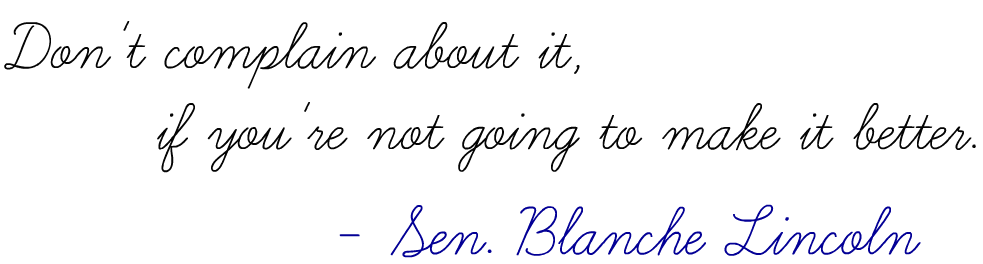 Don't complain about it,
if you're not going to make it better.
- Sen. Blanche Lincoln